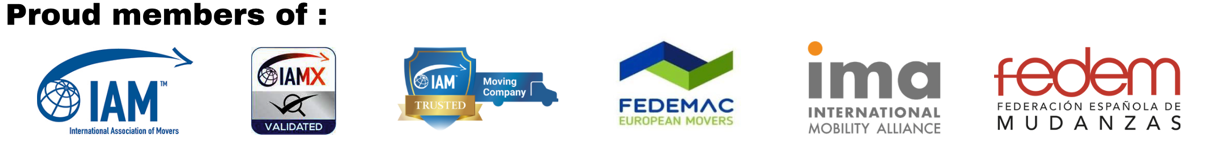 Proud members of :
IAM™
International Association of Movers
IAMX
VALIDATED
IAM
TRUSTED
Moving
Company
FEDEMAC
EUROPEAN MOVERS
ima
INTERNATIONAL
MOBILITY ALLIANCE
fedem
FEDERACIÓN ESPAÑOLA DE
MUDANZAS